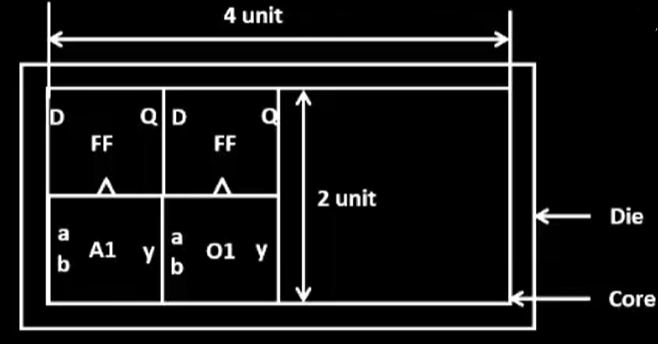 4 unit
D Q D Q
FF FF
2 unit
Die
a A1 y a O1 y
b b
Core